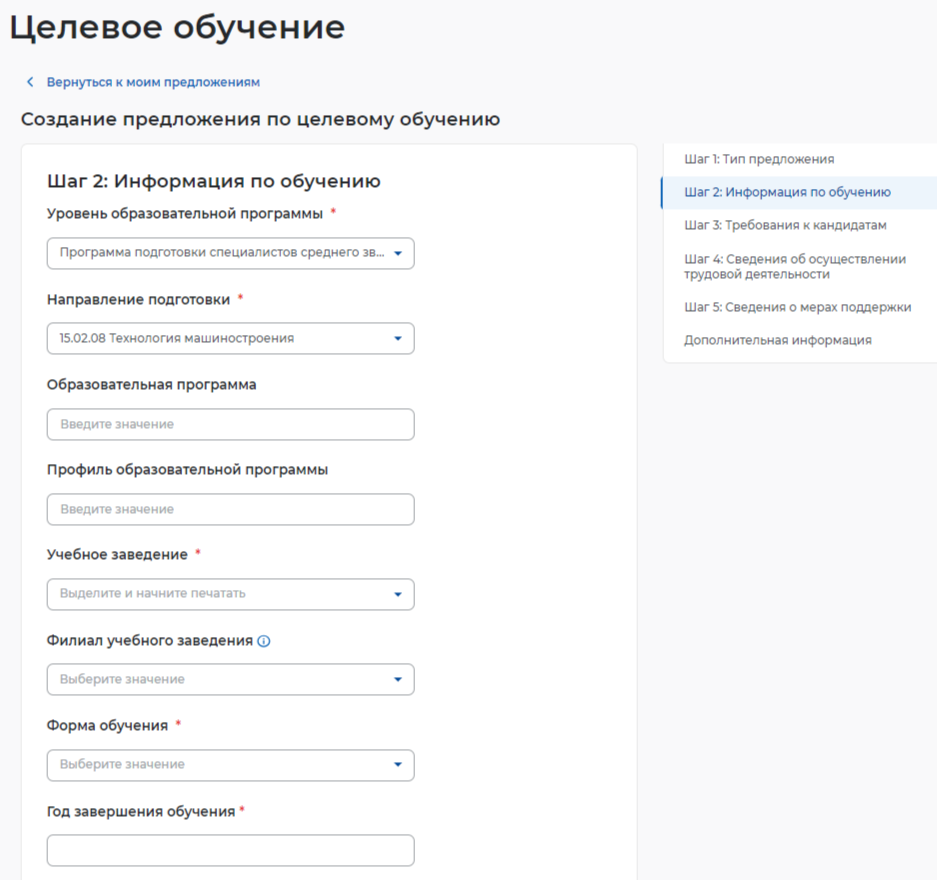 Целевое обучение
Вернуться к моим предложениям
Создание предложения по целевому обучению
Шаг 2: Информация по обучению
Уровень образовательной программы *
Программа подготовки специалистов среднего зв...
Направление подготовки *
15.02.08 Технология машиностроения
Образовательная программа
Введите значение
Профиль образовательной программы
Введите значение
Учебное заведение *
Выделите и начните печатать
Филиал учебного заведения
Выберите значение
Форма обучения *
Выберите значение
Год завершения обучения *
Шаг 1: Тип предложения
Шаг 2: Информация по обучению
Шаг 3: Требования к кандидатам
Шаг 4: Сведения об осуществлении
трудовой деятельности
Шаг 5: Сведения о мерах поддержки
Дополнительная информация